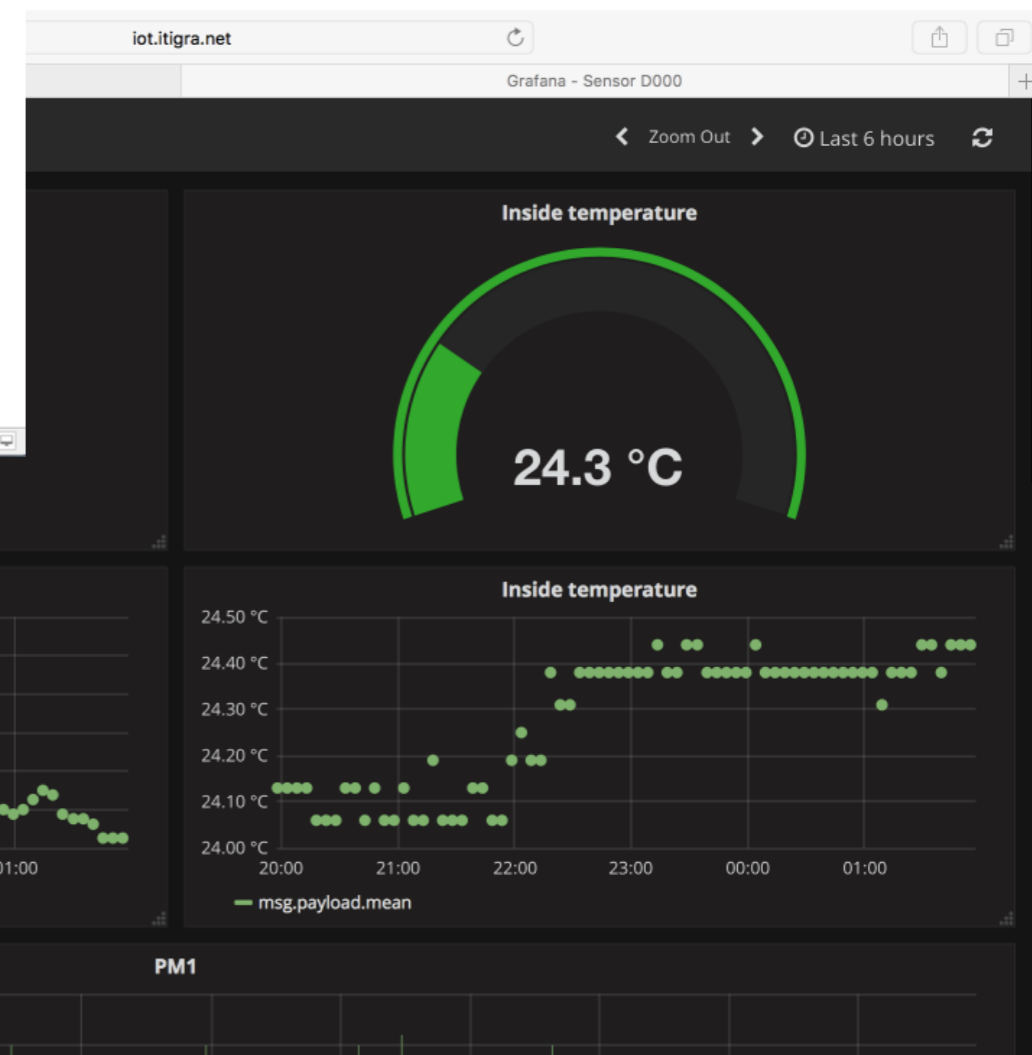 iot.itigra.net
Grafana - Sensor D000
Zoom Out
Last 6 hours
Inside temperature
24.3 °C
Inside temperature
24.50 °C
24.40 °C
24.30 °C
24.20 °C
24.10 °C
24.00 °C
20:00 21:00 22:00 23:00 00:00 01:00
01:00
msg.payload.mean
PM1